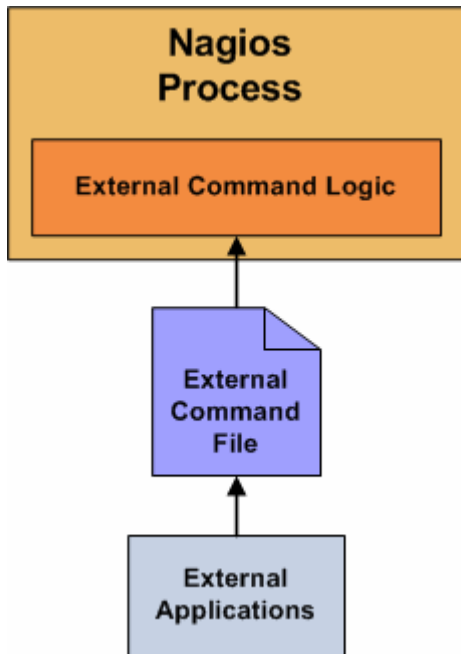 Nagios
Process
External Command Logic
External
Command
File
External
Applications